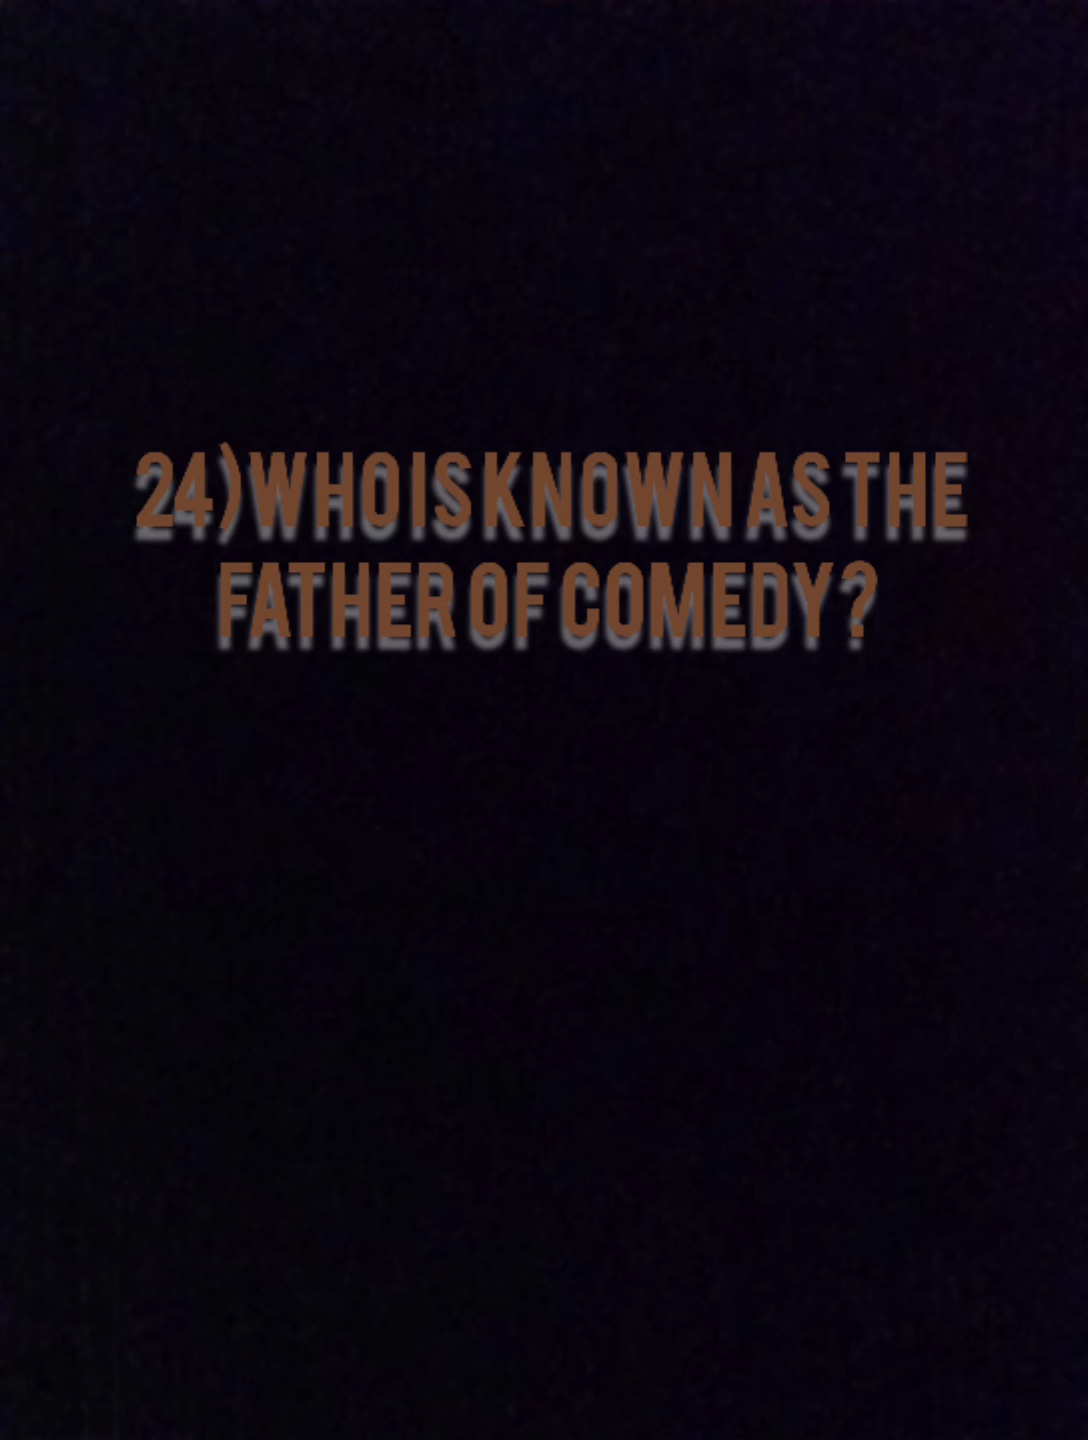 24)WHO IS KNOWN AS THE
FATHER OF COMEDY?